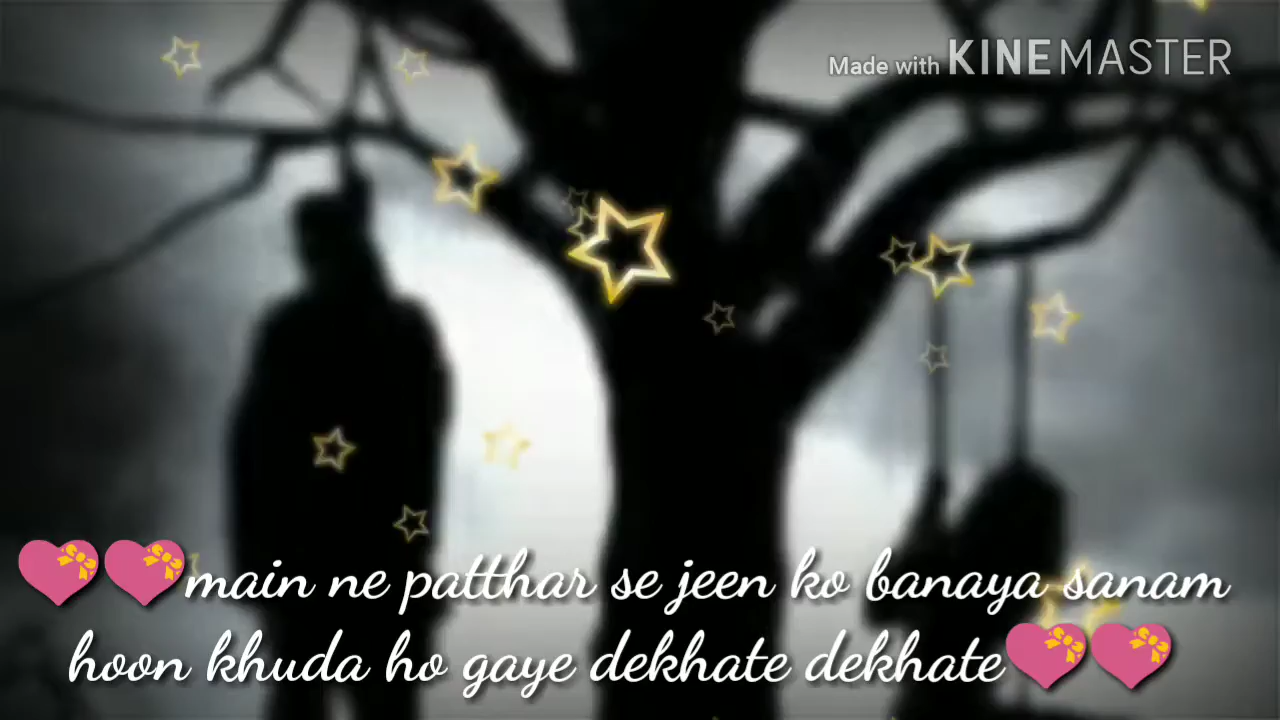 Made with KINEMASTER
💝💝main ne patthar se jeen ko banaya sanam
hoon khuda ho gaye dekhate dekhate💝💝